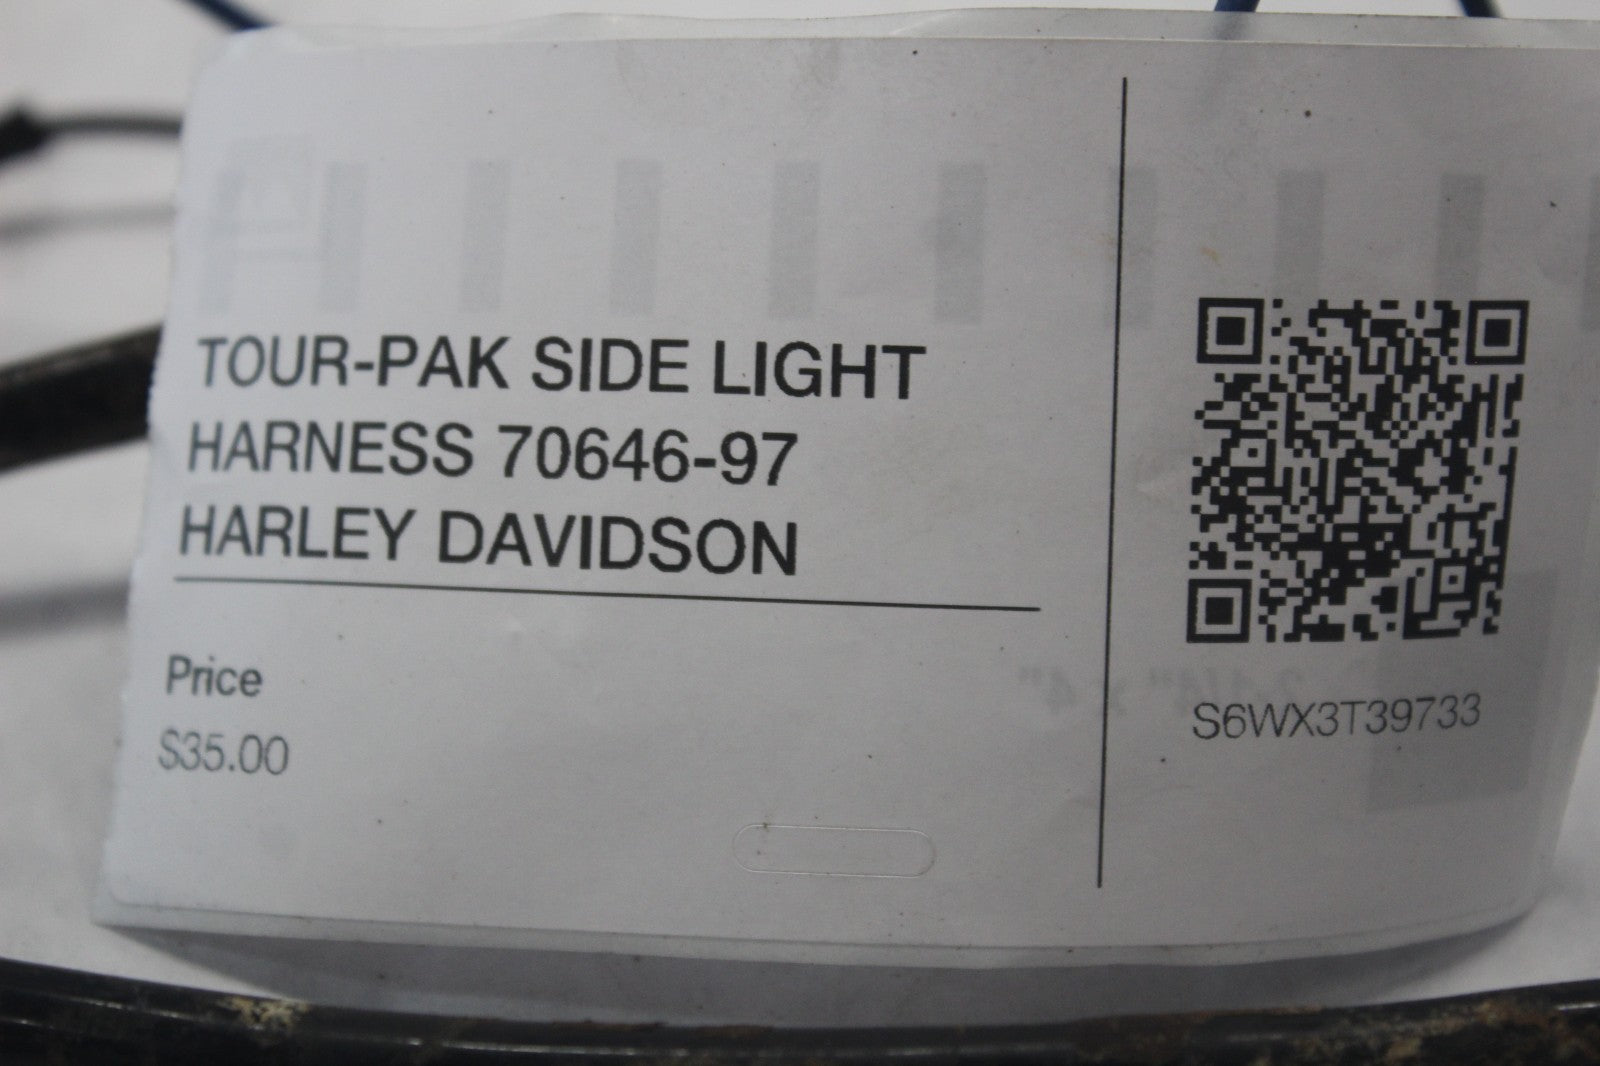 TOUR-PAK SIDE LIGHT
HARNESS 70646-97
HARLEY DAVIDSON
Price
$35.00
S6WX3T39733